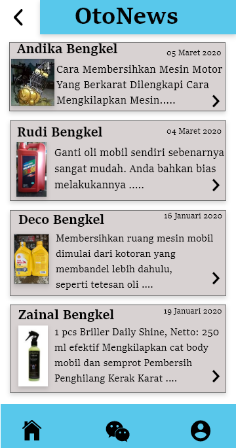 OtoNews
Andika Bengkel
05 Maret 2020
Cara Membersihkan Mesin Motor
Yang Berkarat Dilengkapi Cara
Mengkilapkan Mesin.....
Rudi Bengkel
04 Maret 2020
Ganti oli mobil sendiri sebenarnya
sangat mudah. Anda bahkan bias
melakukannya .....
Deco Bengkel
16 Januari 2020
Membersihkan ruang mesin mobil
dimulai dari kotoran yang
membandel lebih dahulu,
seperti tetesan oli ....
Zainal Bengkel
19 Januari 2020
1 pcs Briller Daily Shine, Netto: 250
ml efektif Mengkilapkan cat body
mobil dan semprot Pembersih
Penghilang Kerak Karat ....